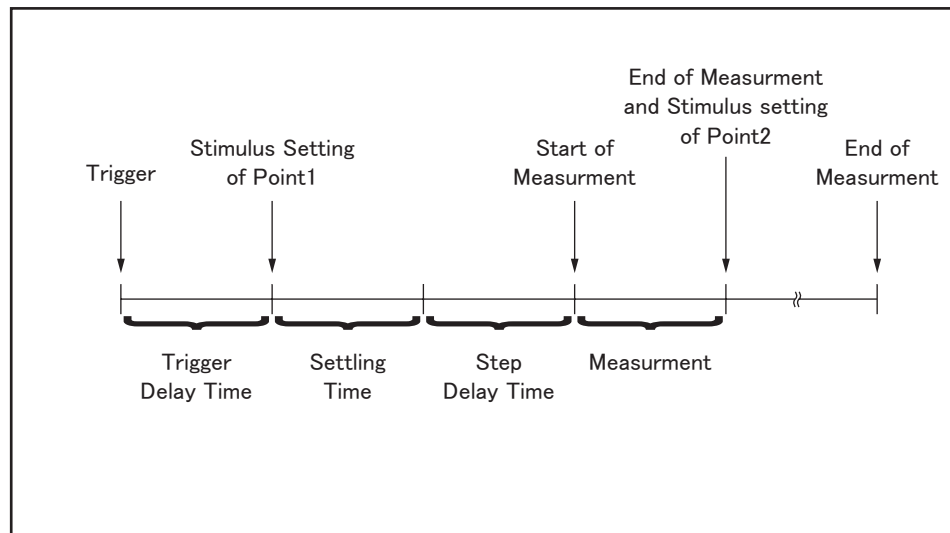 Trigger
Stimulus Setting
of Point1
Start of
Measurment
End of Measurment
and Stimulus setting
of Point2
End of
Measurment
Trigger
Delay Time
Settling
Time
Step
Delay Time
Measurment